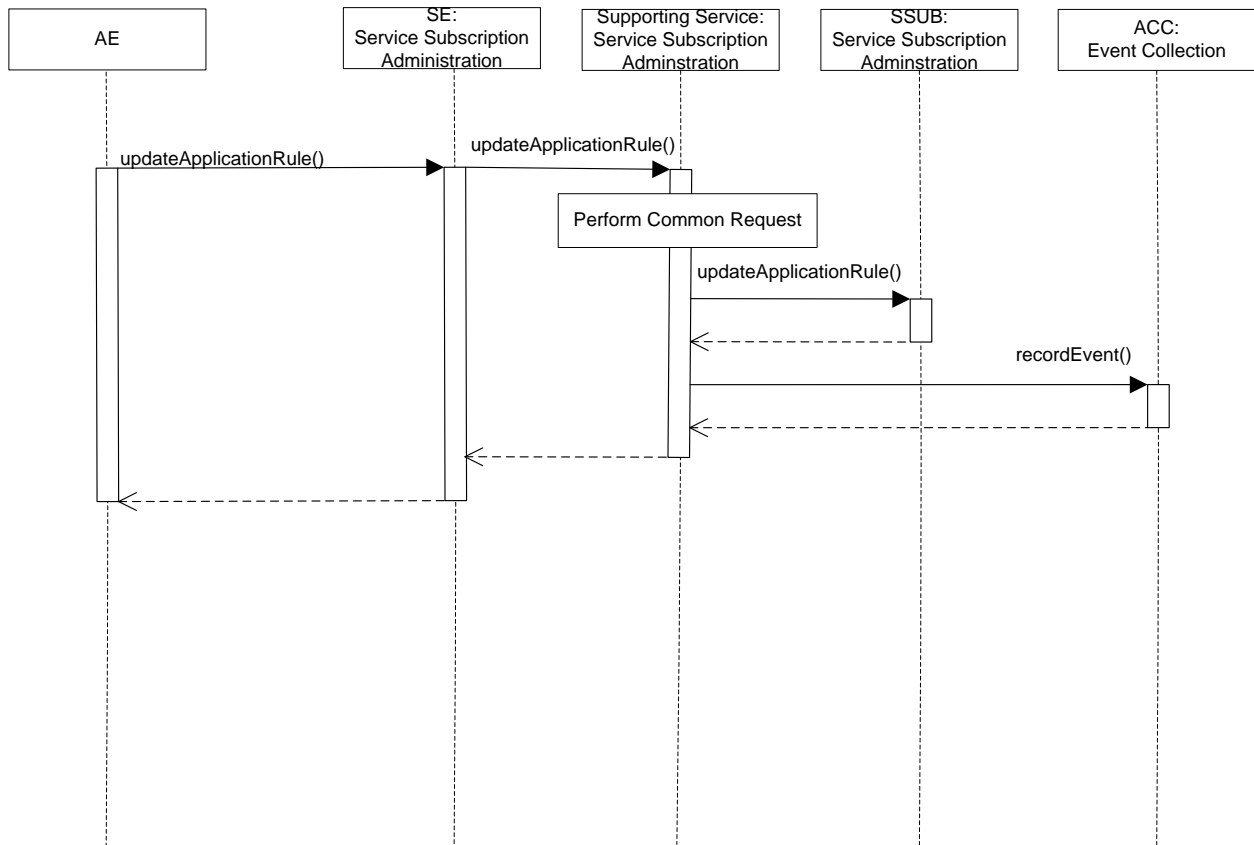 AE
SE:
Service Subscription
Administration
Supporting Service:
Service Subscription
Adminstration
SSUB:
Service Subscription
Adminstration
ACC:
Event Collection
updateApplicationRule()
updateApplicationRule()
Perform Common Request
updateApplicationRule()
recordEvent()